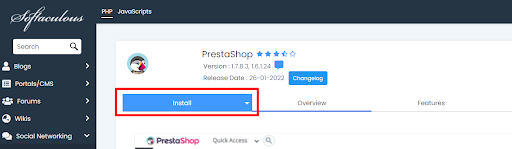 Softaculous
PHP JavaScripts
Search
Blogs
Portals/CMS
Forums
Wikis
Social Networking
PrestaShop
Version : 1.7.8.3, 1.6.1.24
Release Date : 26-01-2022 Changelog
Install Overview Features
PrestaShop Quick Access